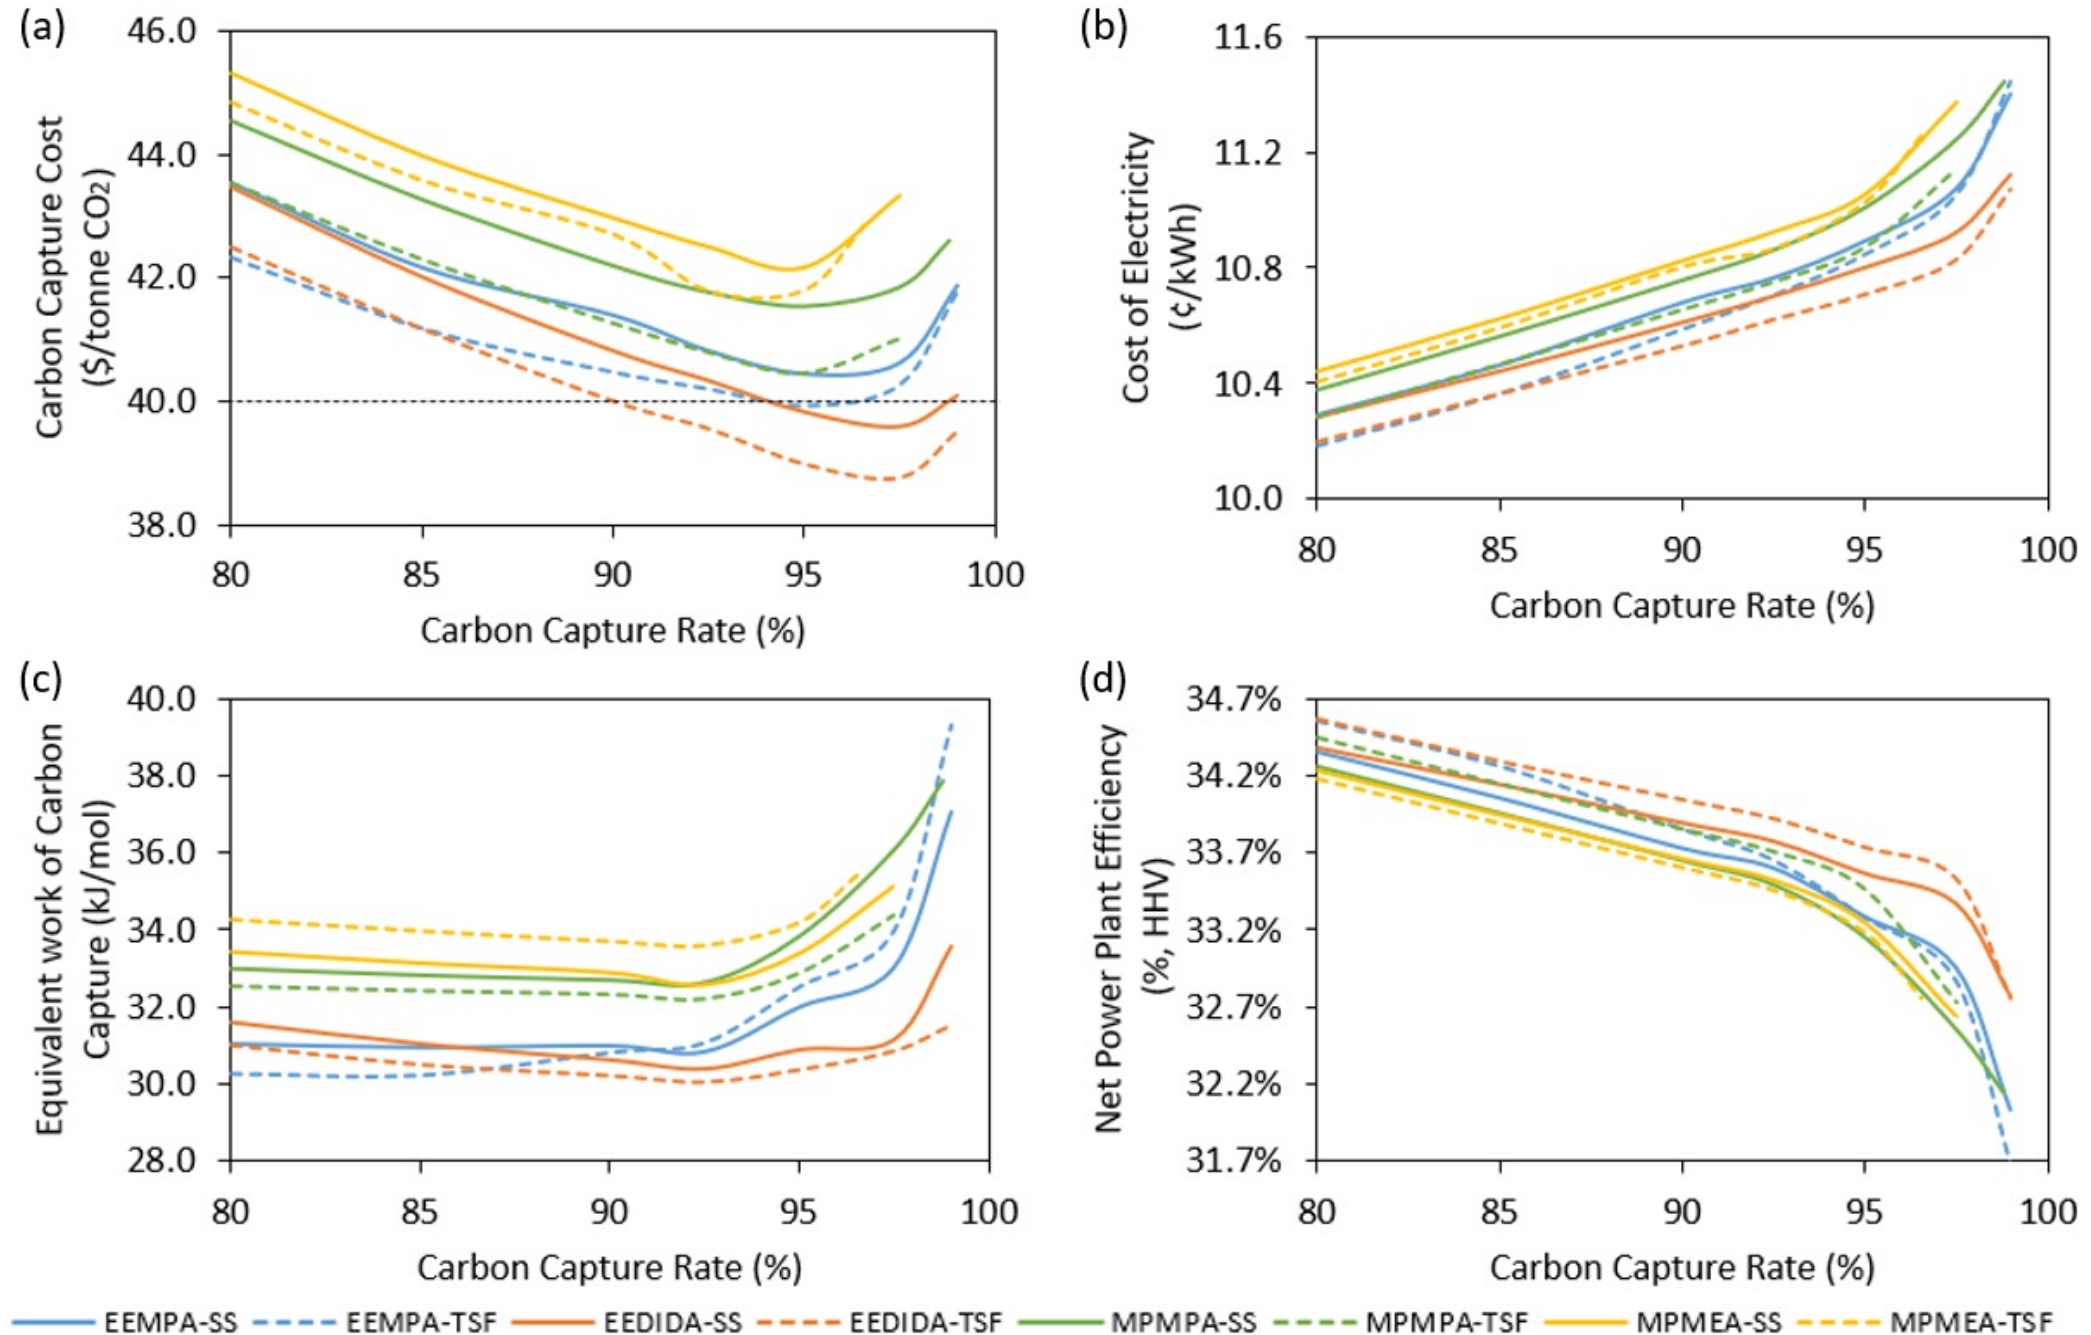 (a)
46.0
44.0
42.0
40.0
38.0
Carbon Capture Cost
($/tonne CO2)
80 85 90 95 100
Carbon Capture Rate (%)
(b)
11.6
11.2
10.8
10.4
10.0
Cost of Electricity
(¢/kWh)
80 85 90 95 100
Carbon Capture Rate (%)
(c)
40.0
38.0
36.0
34.0
32.0
30.0
28.0
Equivalent work of Carbon
Capture (kJ/mol)
80 85 90 95 100
Carbon Capture Rate (%)
(d)
34.7%
34.2%
33.7%
33.2%
32.7%
32.2%
31.7%
Net Power Plant Efficiency
(%, HHV)
80 85 90 95 100
Carbon Capture Rate (%)
EEMPA-SS EEMPA-TSF EEDIDA-SS EEDIDA-TSF MPMPA-SS MPMPA-TSF MPMEA-SS MPMEA-TSF